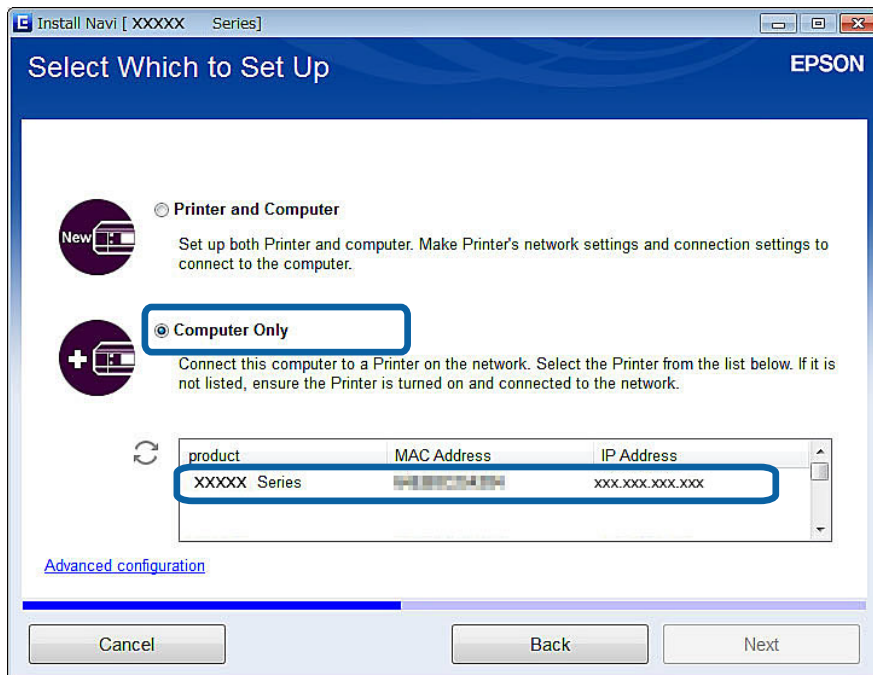 Install Navi [ XXXXX Series]
Select Which to Set Up
EPSON
New
Printer and Computer
Set up both Printer and computer. Make Printer's network settings and connection settings to
connect to the computer.
Computer Only
Connect this computer to a Printer on the network. Select the Printer from the list below. If it is
not listed, ensure the Printer is turned on and connected to the network.
product MAC Address IP Address
XXXXX Series xxx.xxx.xxx.xxx
Advanced configuration
Cancel Back Next